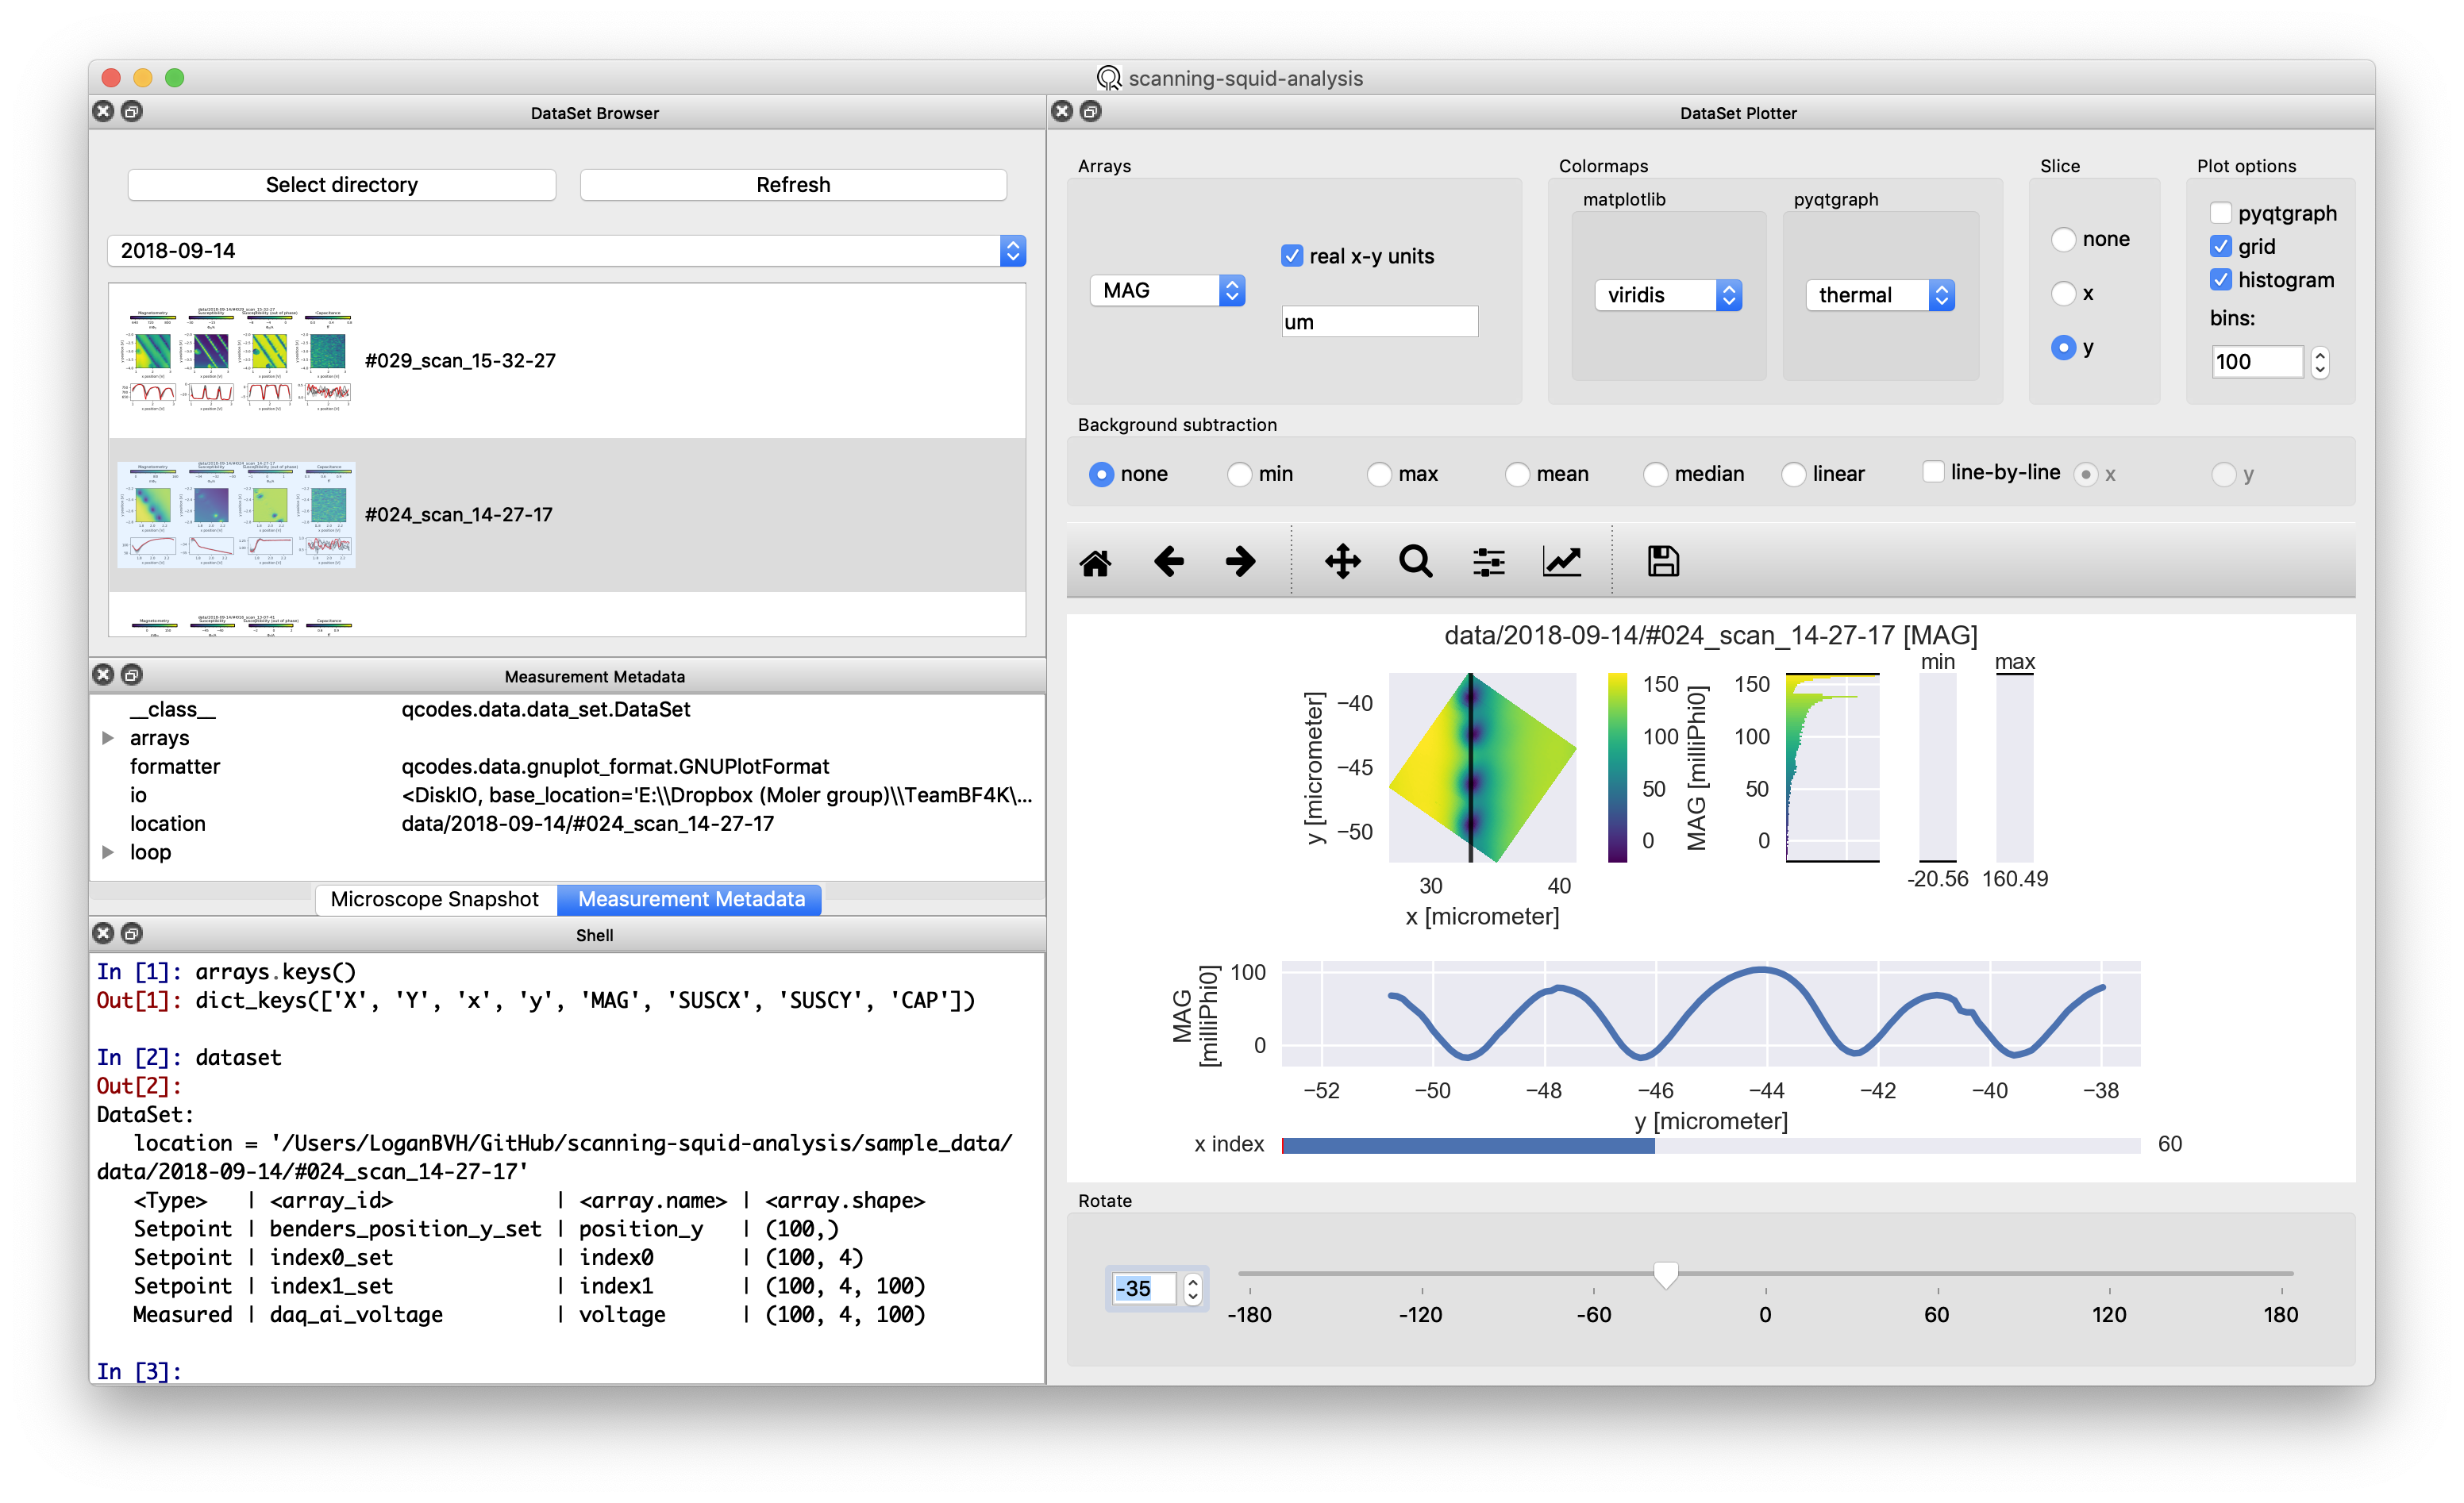 scanning-squid-analysis
DataSet Browser
Select directory
Refresh
2018-09-14
#029_scan_15-32-27
#024_scan_14-27-17
Measurement Metadata
__class__ qcodes.data.data_set.DataSet
arrays
formatter qcodes.data.gnuplot_format.GNUPlotFormat
io <DiskIO, base_location='E:\\Dropbox (Moler group)\\TeamBF4K\...
location data/2018-09-14/#024_scan_14-27-17
loop
Microscope Snapshot
Measurement Metadata
Shell
In [1]: arrays.keys()
Out[1]: dict_keys(['X', 'Y', 'x', 'y', 'MAG', 'SUSCX', 'SUSCY', 'CAP'])
In [2]: dataset
Out[2]:
DataSet:
location = '/Users/LoganBVH/GitHub/scanning-squid-analysis/sample_data/
data/2018-09-14/#024_scan_14-27-17'
<Type> | <array_id> | <array.name> | <array.shape>
Setpoint | benders_position_y_set | position_y | (100,)
Setpoint | index0_set | index0 | (100, 4)
Setpoint | index1_set | index1 | (100, 4, 100)
Measured | daq_ai_voltage | voltage | (100, 4, 100)
In [3]:
DataSet Plotter
Arrays
MAG
real x-y units
um
Colormaps
matplotlib
viridis
pyqtgraph
thermal
Slice
none
x
y
Plot options
pyqtgraph
grid
histogram
bins:
100
Background subtraction
none min max mean median linear line-by-line x y
data/2018-09-14/#024_scan_14-27-17 [MAG]
y [micrometer]
−40
−45
−50
30 40
x [micrometer]
150
100
50
0
MAG [milliPhi0]
150
100
50
0
min
-20.56
max
160.49
MAG
[milliPhi0]
100
0
−52 −50 −48 −46 −44 −42 −40 −38
y [micrometer]
x index
60
Rotate
-35
-180 -120 -60 0 60 120 180